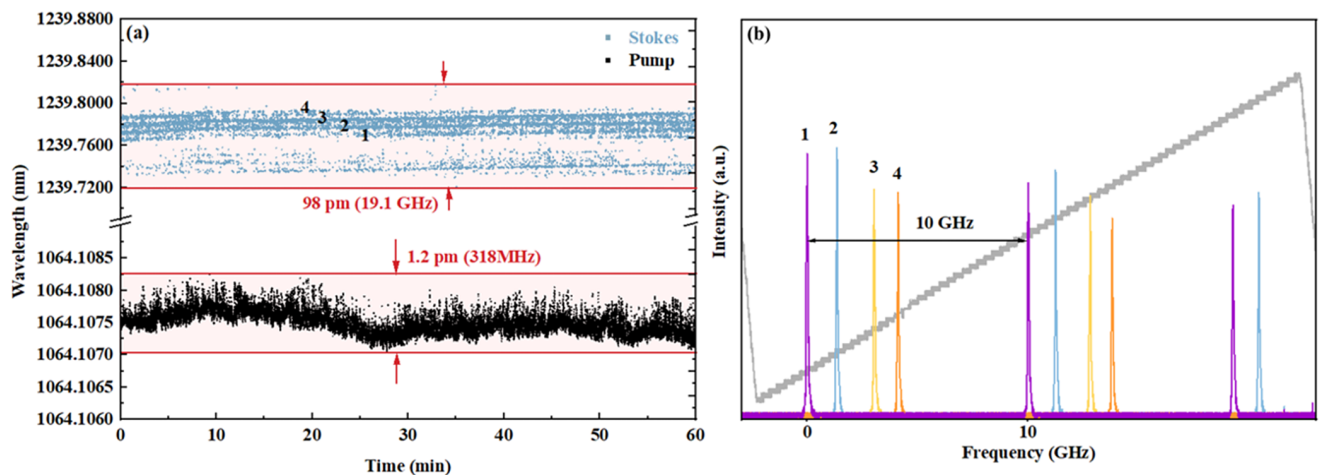 (a)
Stokes
Pump
1239.8800
1239.8400
1239.8000
1239.7600
1239.7200
1064.1085
1064.1080
1064.1075
1064.1070
1064.1065
1064.1060
Wavelength (nm)
4
3
2
1
98 pm (19.1 GHz)
1.2 pm (318MHz)
0
10
20
30
40
50
60
Time (min)
(b)
Intensity (a.u.)
1
2
3
4
10 GHz
0
10
Frequency (GHz)